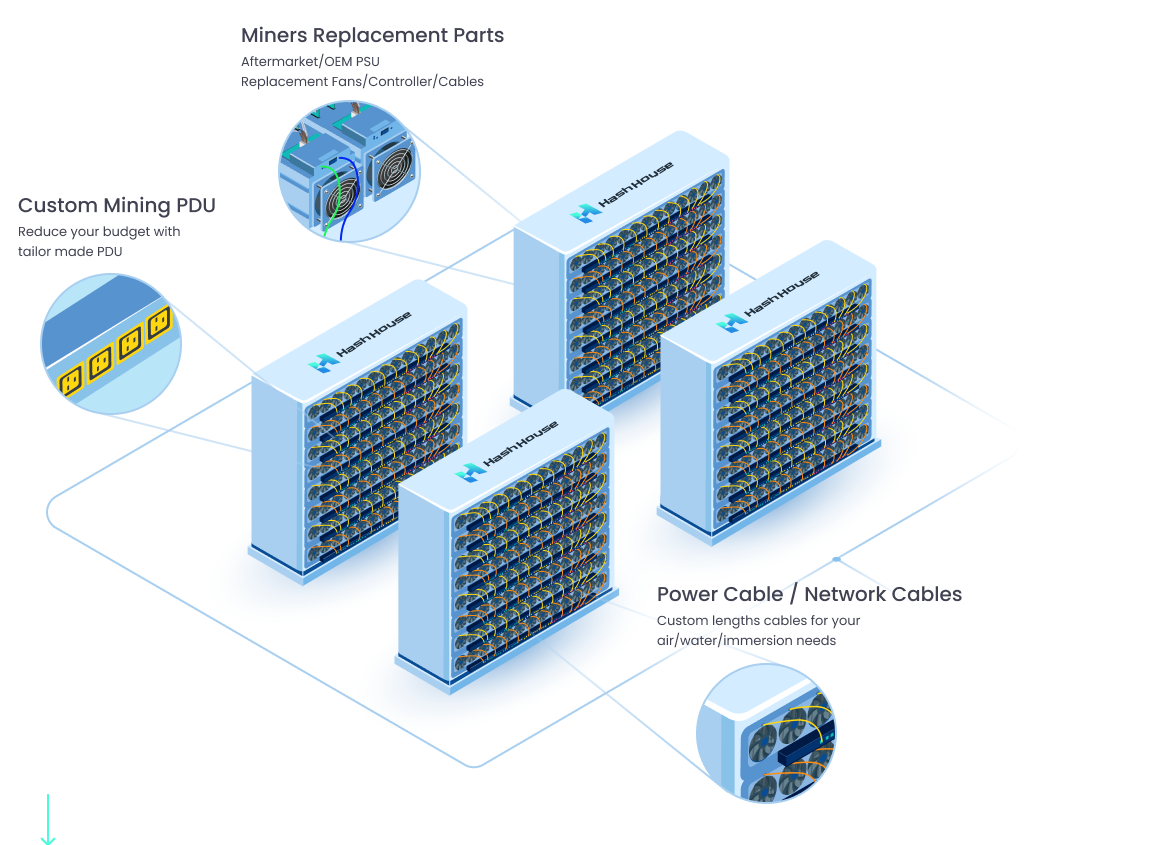 Miners Replacement Parts
Aftermarket/OEM PSU
Replacement Fans/Controller/Cables
Custom Mining PDU
Reduce your budget with
tailor made PDU
HashHouse
HashHouse
HashHouse
HashHouse
Power Cable / Network Cables
Custom lengths cables for your
air/water/immersion needs